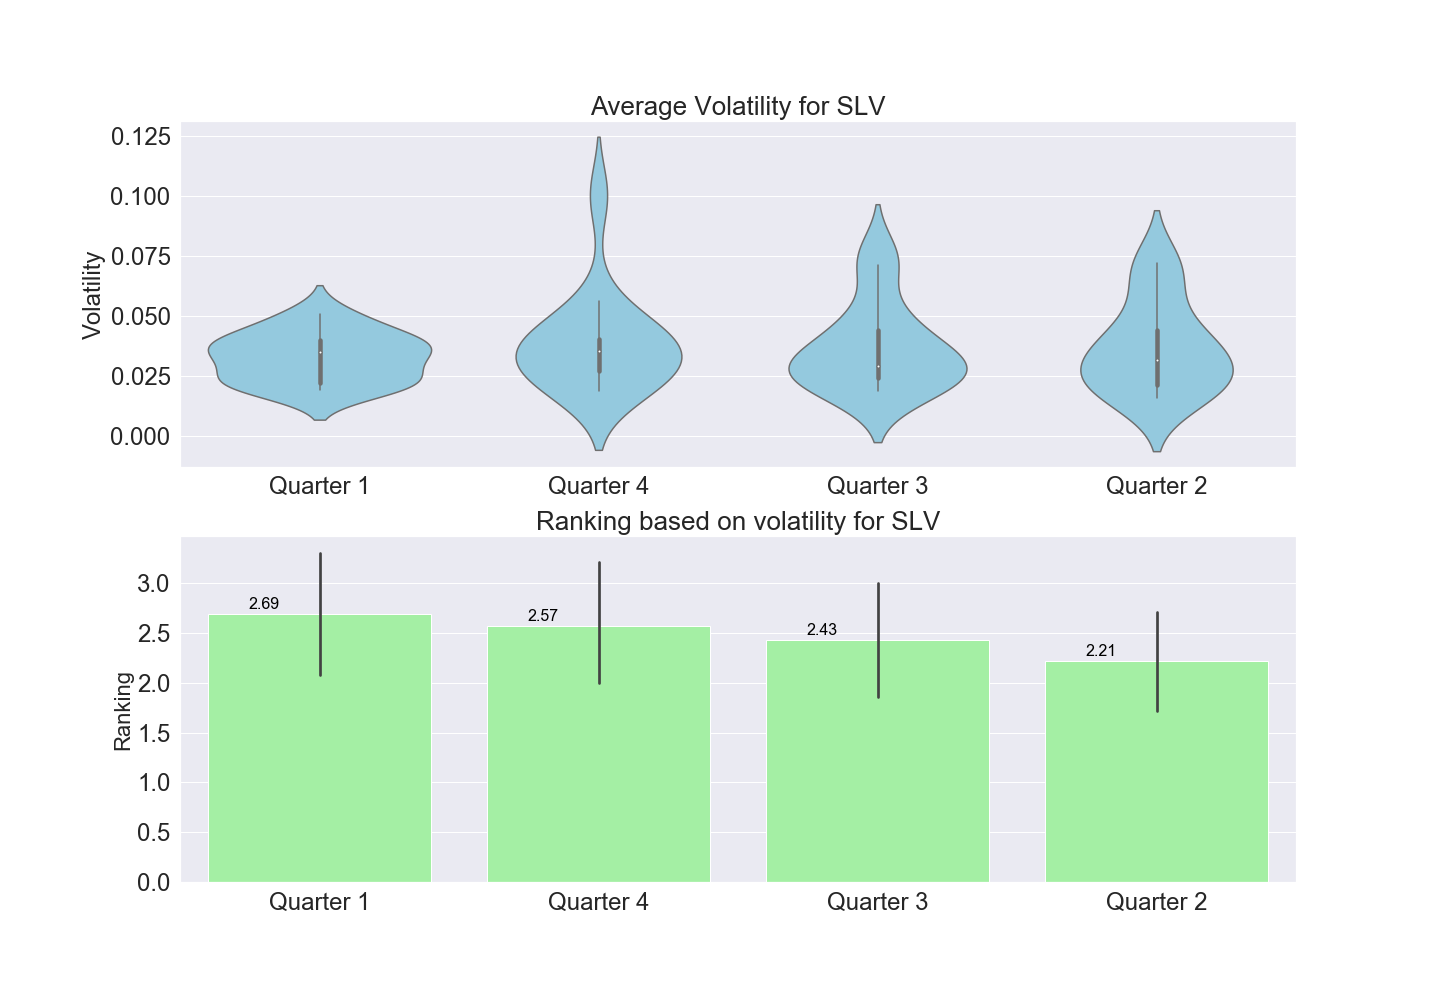 Average Volatility for SLV
Volatility
0.125
0.100
0.075
0.050
0.025
0.000
Quarter 1 Quarter 4 Quarter 3 Quarter 2
Ranking based on volatility for SLV
Ranking
3.0
2.5
2.0
1.5
1.0
0.5
0.0
2.69 2.57 2.43 2.21
Quarter 1 Quarter 4 Quarter 3 Quarter 2